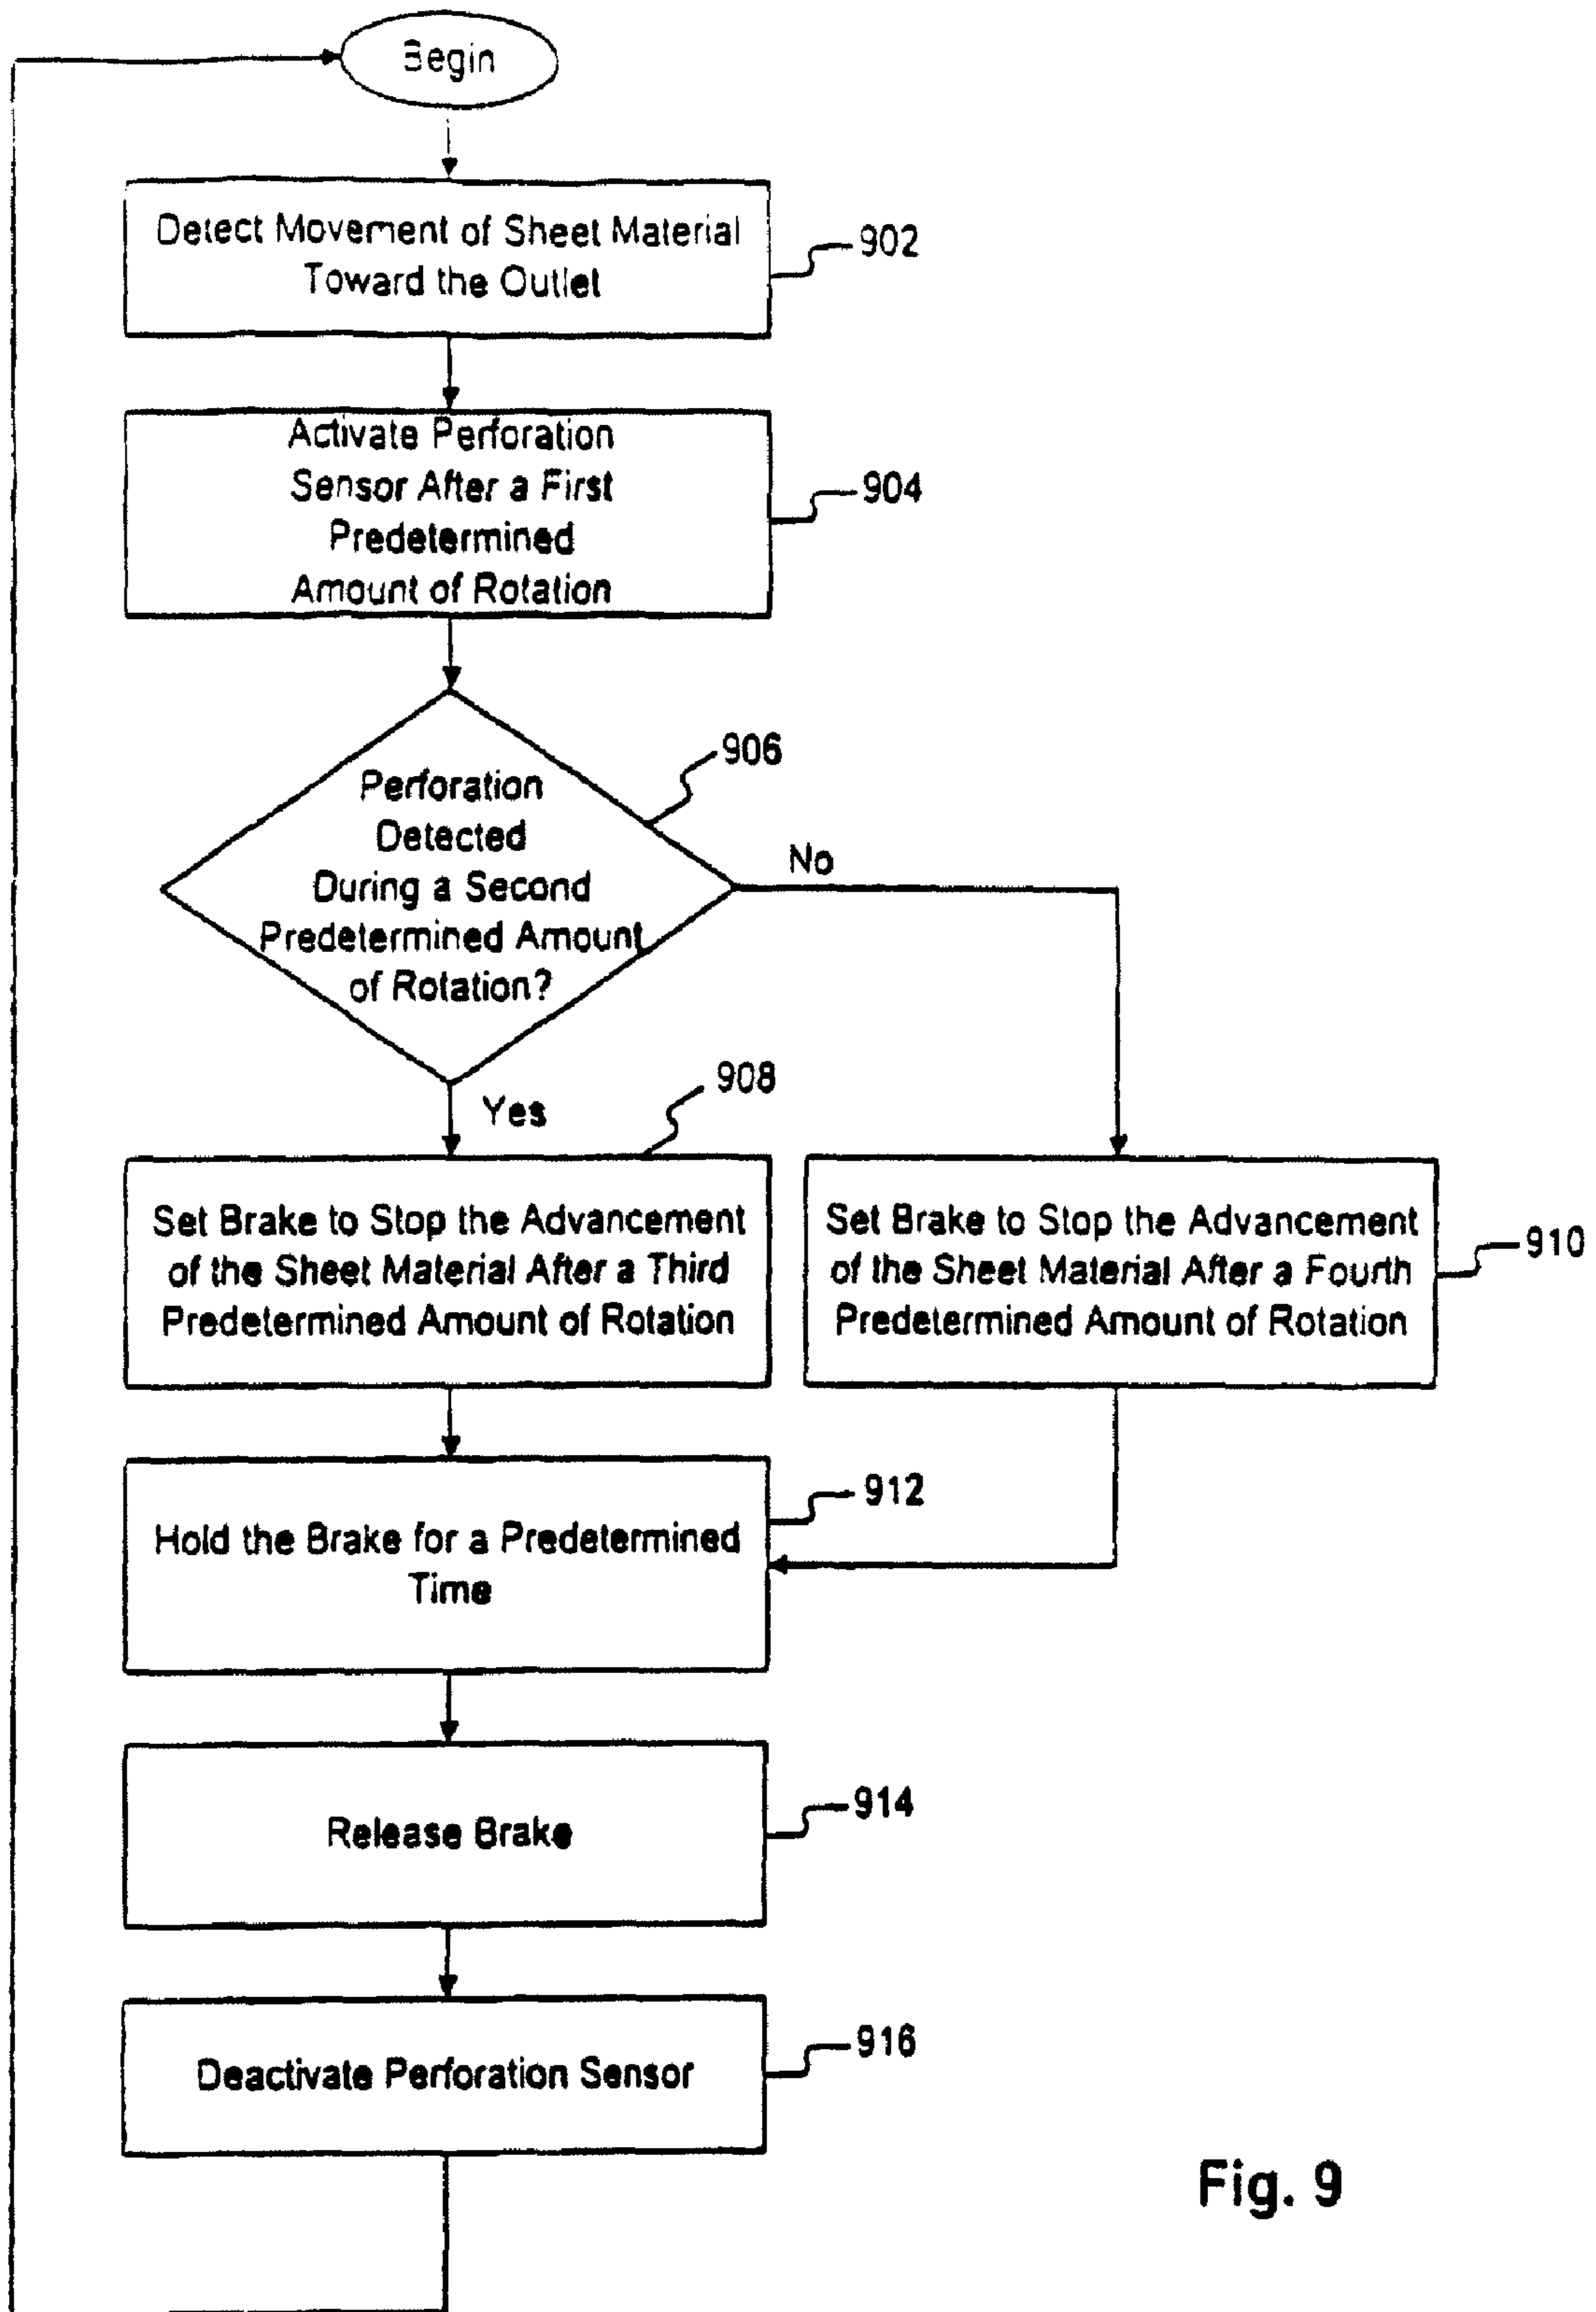 Begin
Detect Movement of Sheet Material
Toward the Outlet
902
Activate Perforation
Sensor After a First
Predetermined
Amount of Rotation
904
906
Perforation
Detected
During a Second
Predetermined Amount
of Rotation?
No
Yes
908
Set Brake to Stop the Advancement
of the Sheet Material After a Third
Predetermined Amount of Rotation
Set Brake to Stop the Advancement
of the Sheet Material After a Fourth
Predetermined Amount of Rotation
910
912
Hold the Brake for a Predetermined
Time
Release Brake
914
Deactivate Perforation Sensor
916
Fig. 9